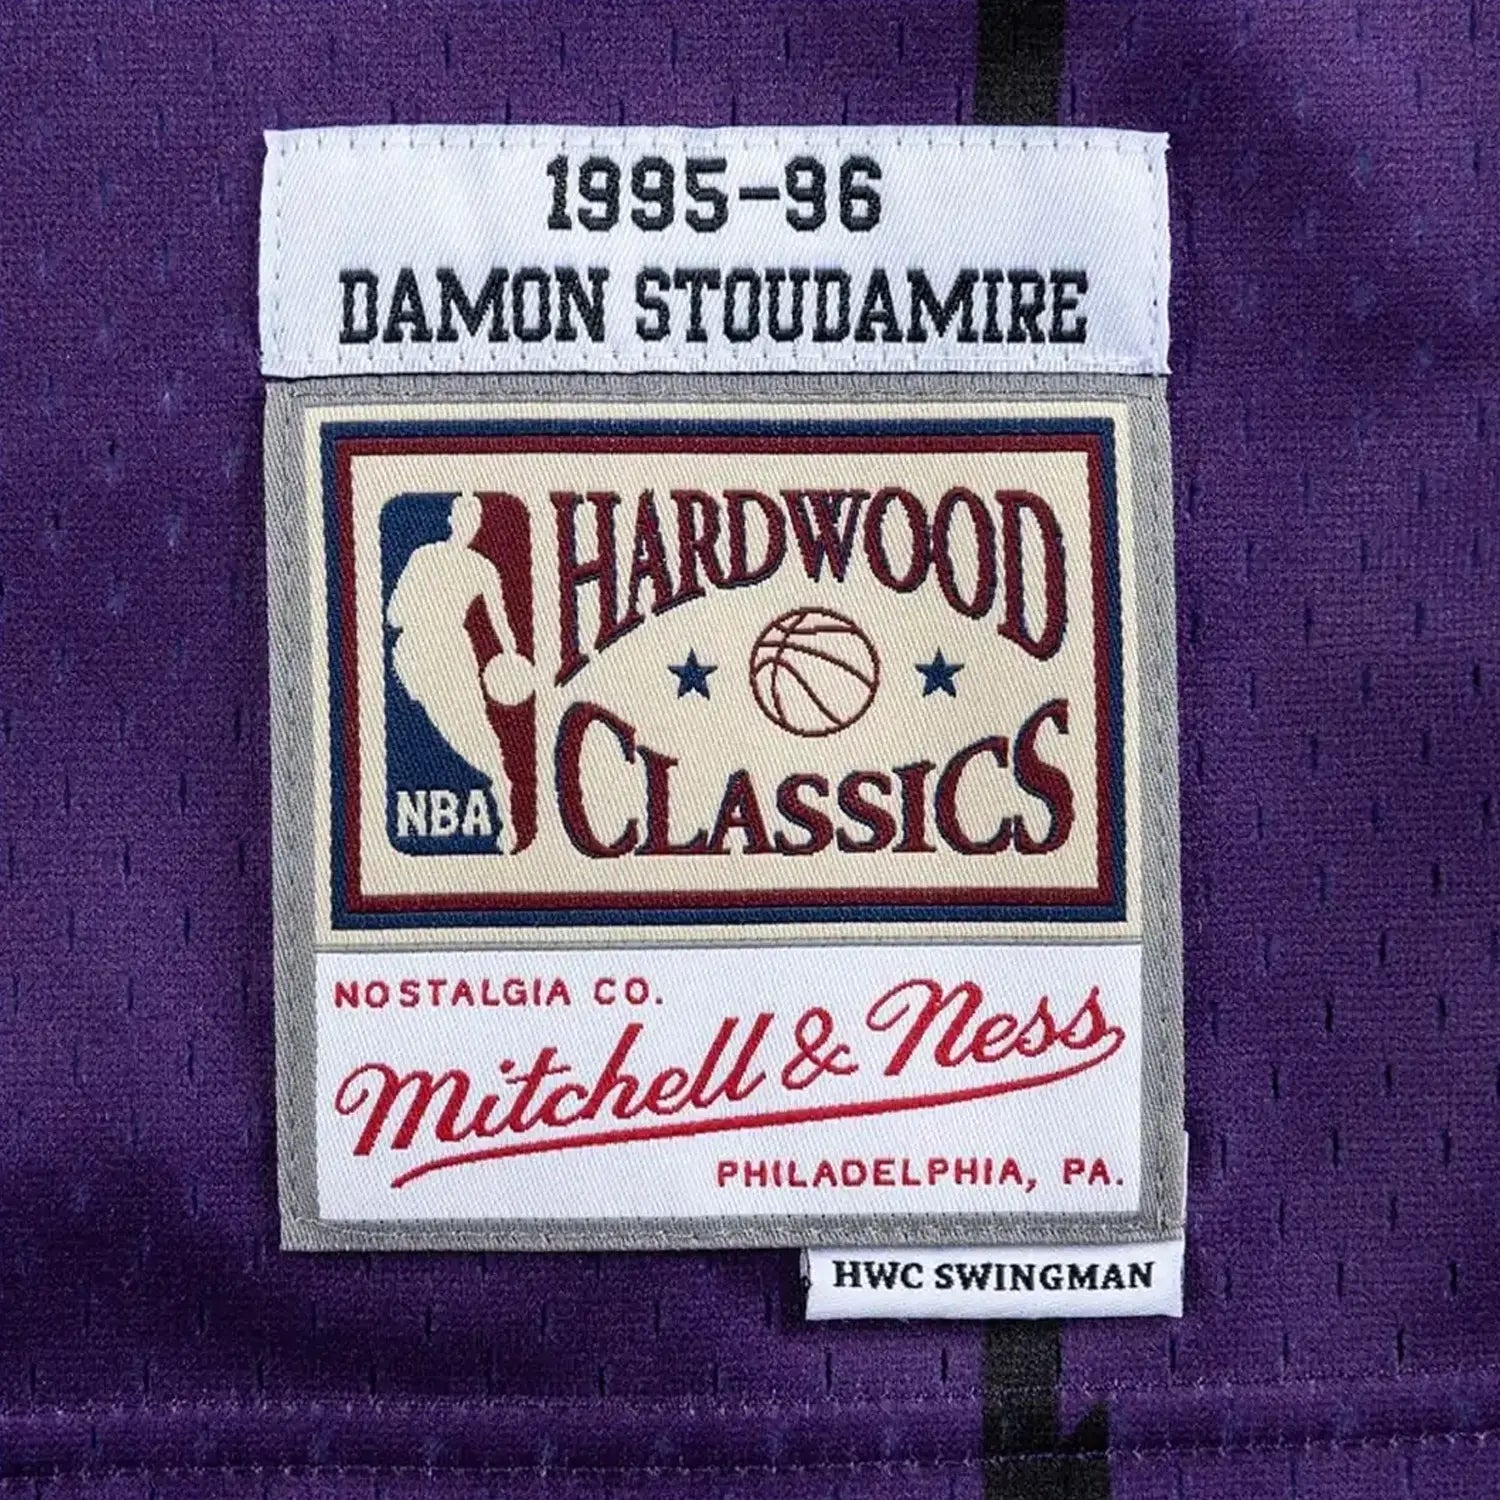 1995-96
DAMON STOUDAMIRE
HARDWOOD
CLASSICS
NBA
NOSTALGIA CO.
Mitchell & Ness
PHILADELPHIA, PA.
HWC SWINGMAN